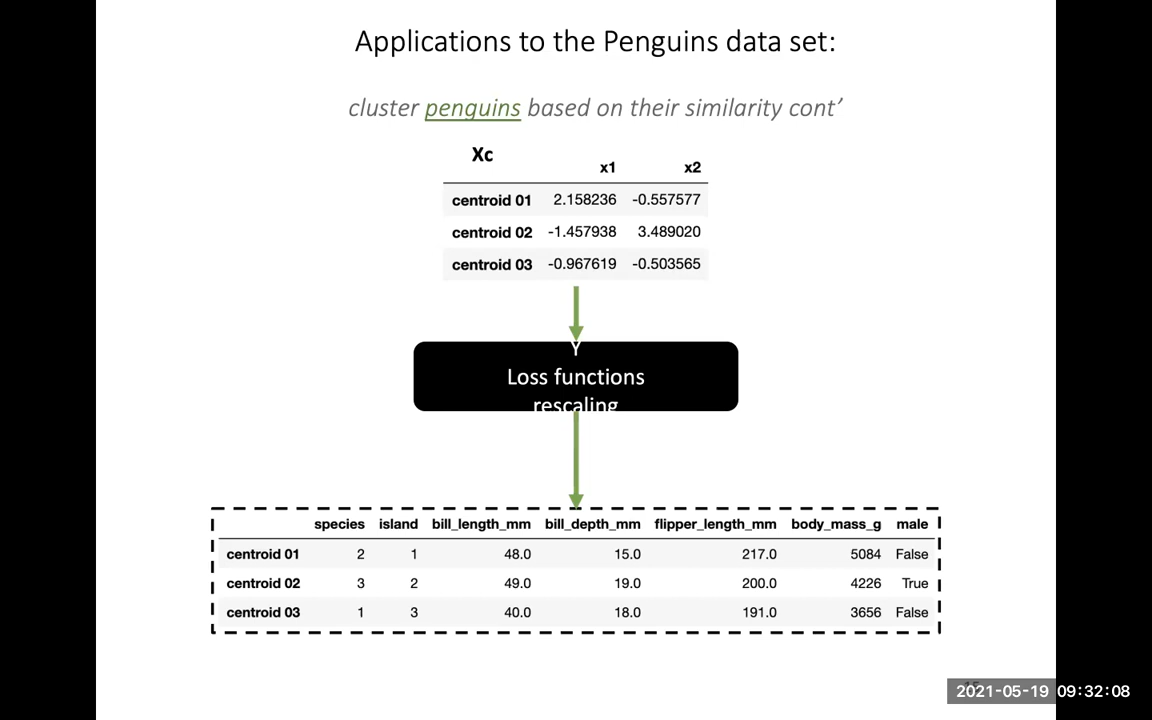 Applications to the Penguins data set:
cluster penguins based on their similarity cont’
Xc
x1 x2
centroid 01 2.158236 -0.557577
centroid 02 -1.457938 3.489020
centroid 03 -0.967619 -0.503565
Y
Loss functions
rescaling
species island bill_length_mm bill_depth_mm flipper_length_mm body_mass_g male
centroid 01 2 1 48.0 15.0 217.0 5084 False
centroid 02 3 2 49.0 19.0 200.0 4226 True
centroid 03 1 3 40.0 18.0 191.0 3656 False
2021-05-19 09:32:08